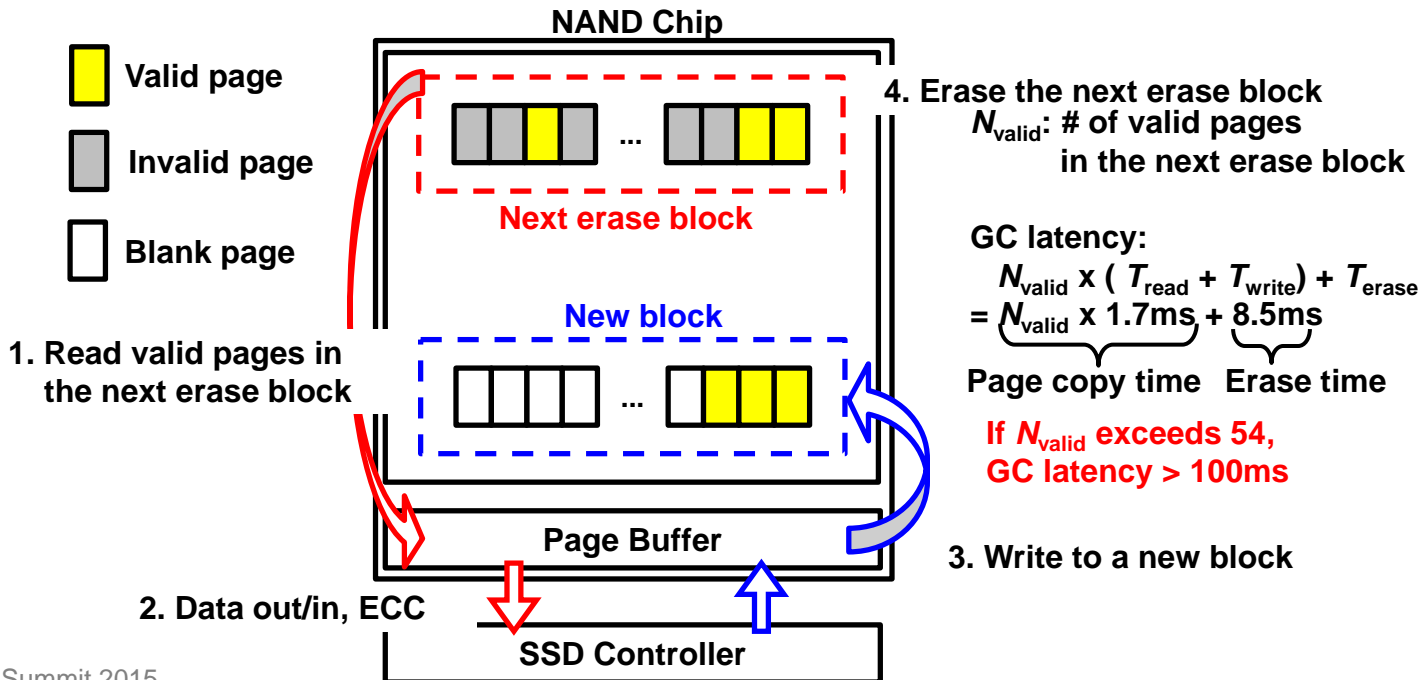 NAND Chip
Valid page
Invalid page
Blank page
...
Next erase block
New block
...
1. Read valid pages in
the next erase block
Page Buffer
2. Data out/in, ECC
SSD Controller
3. Write to a new block
4. Erase the next erase block
Nvalid: # of valid pages
in the next erase block
GC latency:
Nvalid x ( Tread + Twrite) + Terase
= Nvalid x 1.7ms + 8.5ms
Page copy time Erase time
If Nvalid exceeds 54,
GC latency > 100ms
Summit 2015